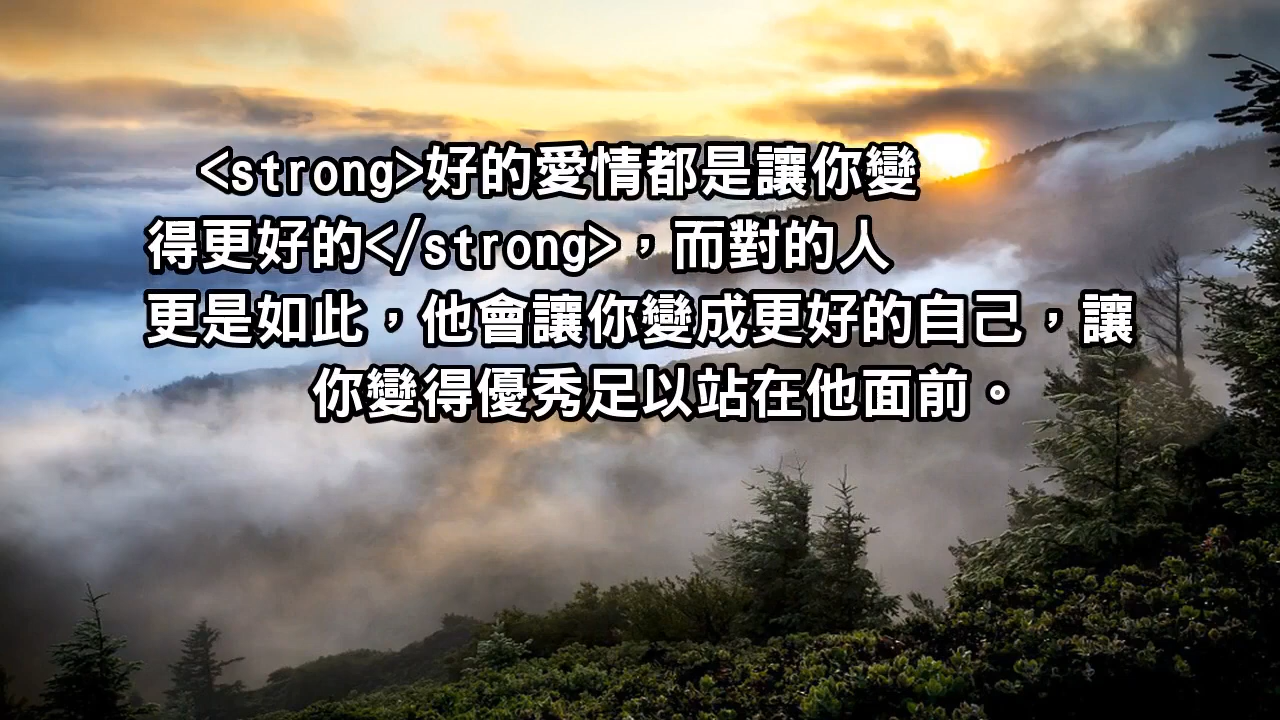 <strong>好的愛情都是讓你變
得更好的</strong>，而對的人
更是如此，他會讓你變成更好的自己，讓
你變得優秀足以站在他面前。